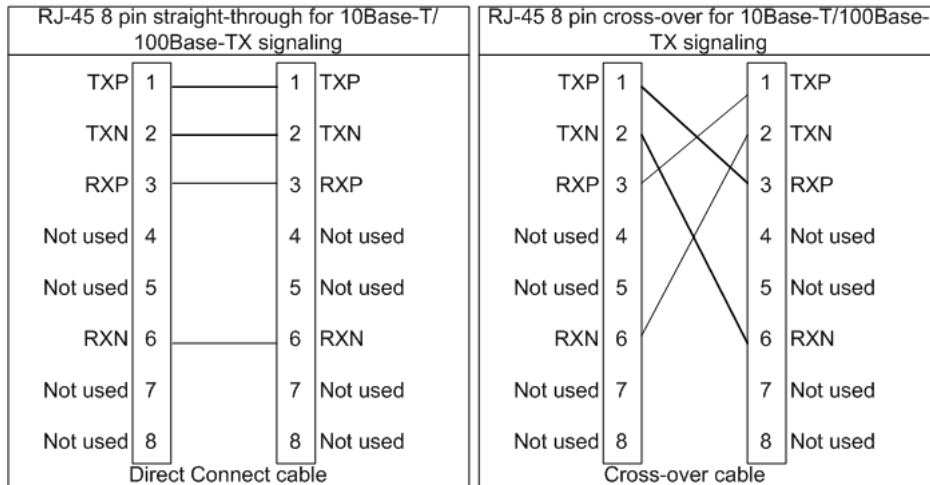 RJ-45 8 pin straight-through for 10Base-T/
100Base-TX signaling
TXP 1 1 TXP
TXN 2 2 TXN
RXP 3 3 RXP
Not used 4 4 Not used
Not used 5 5 Not used
RXN 6 6 RXN
Not used 7 7 Not used
Not used 8 8 Not used
Direct Connect cable
RJ-45 8 pin cross-over for 10Base-T/100Base-
TX signaling
TXP 1 1 TXP
TXN 2 2 TXN
RXP 3 3 RXP
Not used 4 4 Not used
Not used 5 5 Not used
RXN 6 6 RXN
Not used 7 7 Not used
Not used 8 8 Not used
Cross-over cable